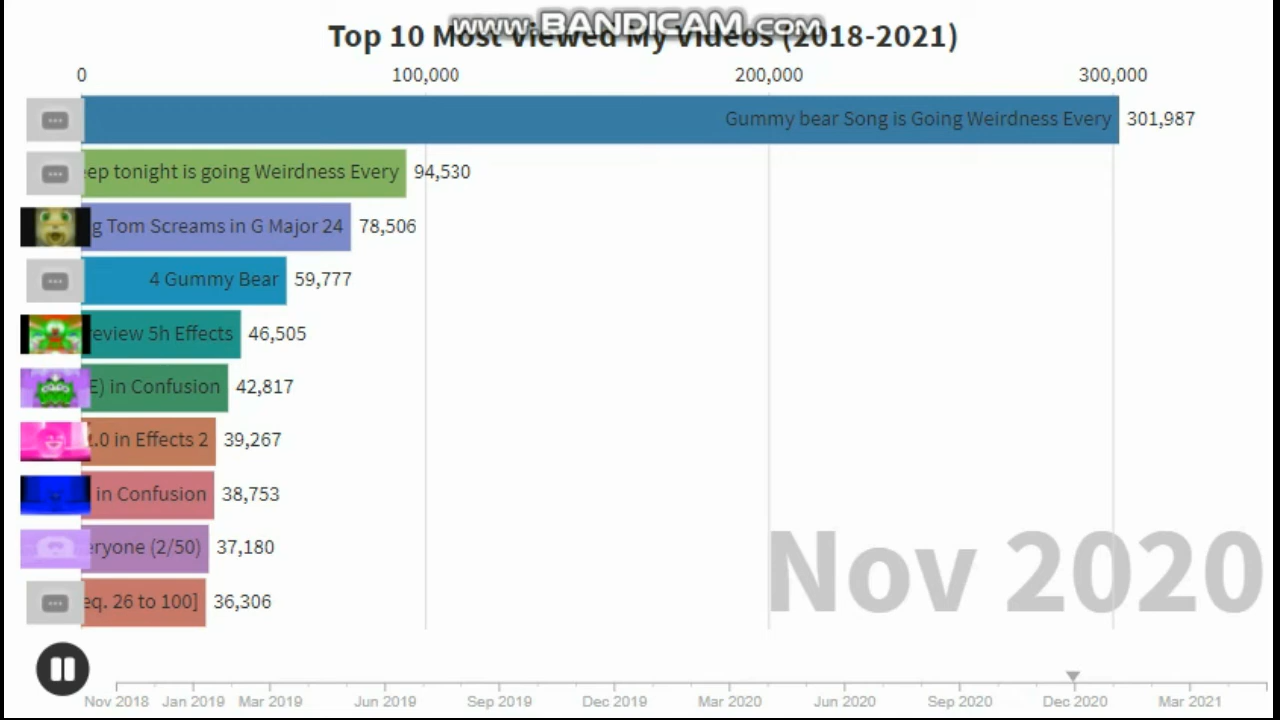 www.BANDICAM.com
Top 10 Most Viewed My Videos (2018-2021)
0 100,000 200,000 300,000
Gummy bear Song is Going Weirdness Every 301,987
eep tonight is going Weirdness Every 94,530
g Tom Screams in G Major 24 78,506
4 Gummy Bear 59,777
review 5h Effects 46,505
E) in Confusion 42,817
1.0 in Effects 2 39,267
in Confusion 38,753
eryone (2/50) 37,180
eq. 26 to 100] 36,306
Nov 2020
Nov 2018 Jan 2019 Mar 2019 Jun 2019 Sep 2019 Dec 2019 Mar 2020 Jun 2020 Sep 2020 Dec 2020 Mar 2021